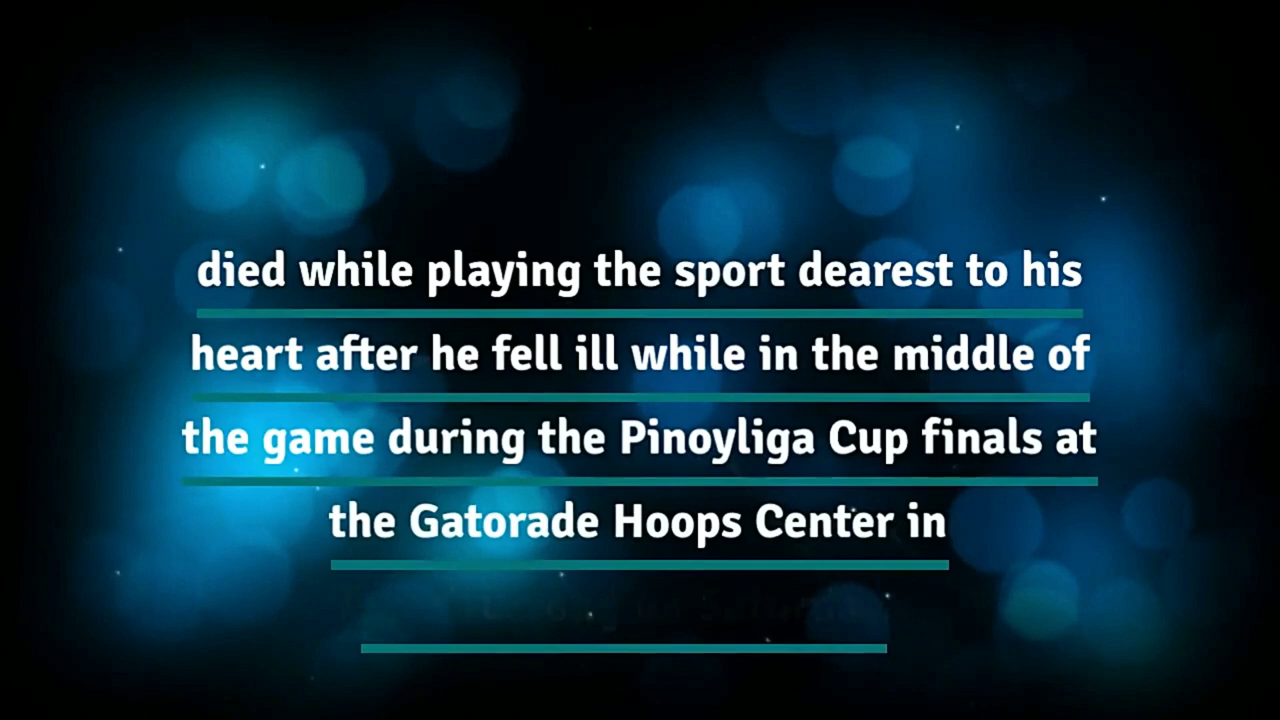 died while playing the sport dearest to his
heart after he fell ill while in the middle of
the game during the Pinoyliga Cup finals at
the Gatorade Hoops Center in